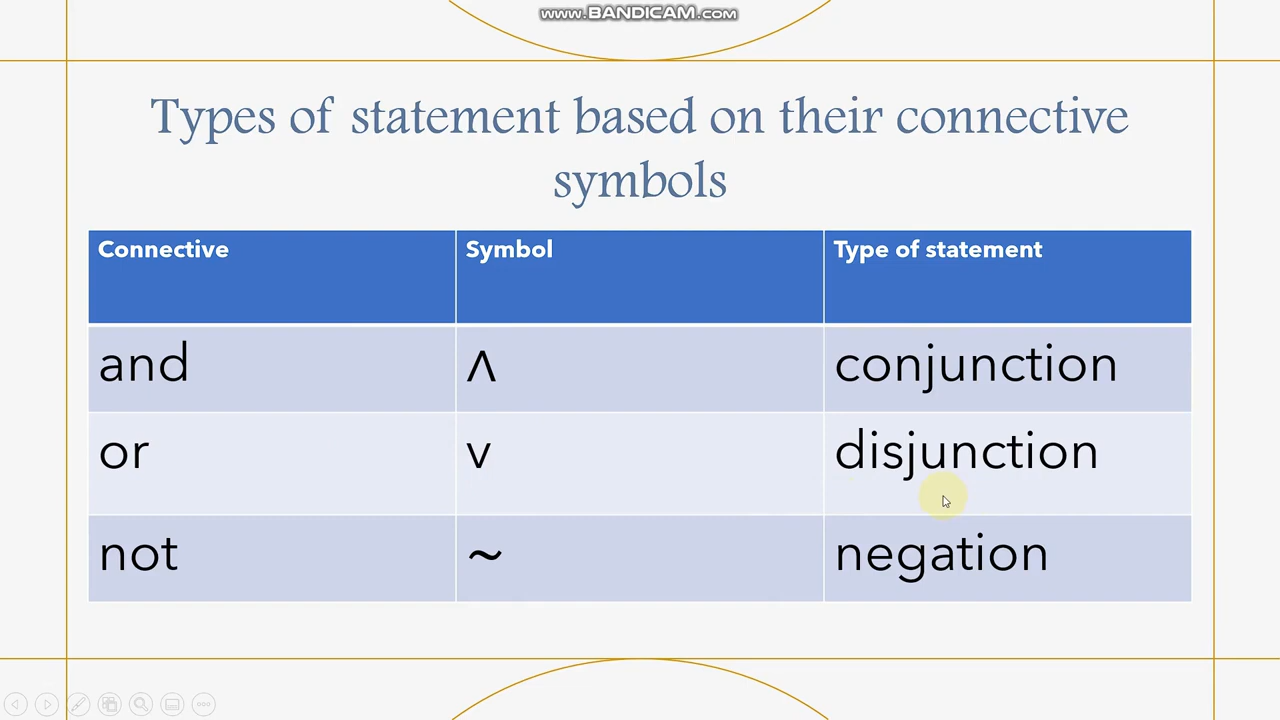 www.BANDICAM.com
Types of statement based on their connective
symbols
Connective Symbol Type of statement
and Λ conjunction
or v disjunction
not ~ negation